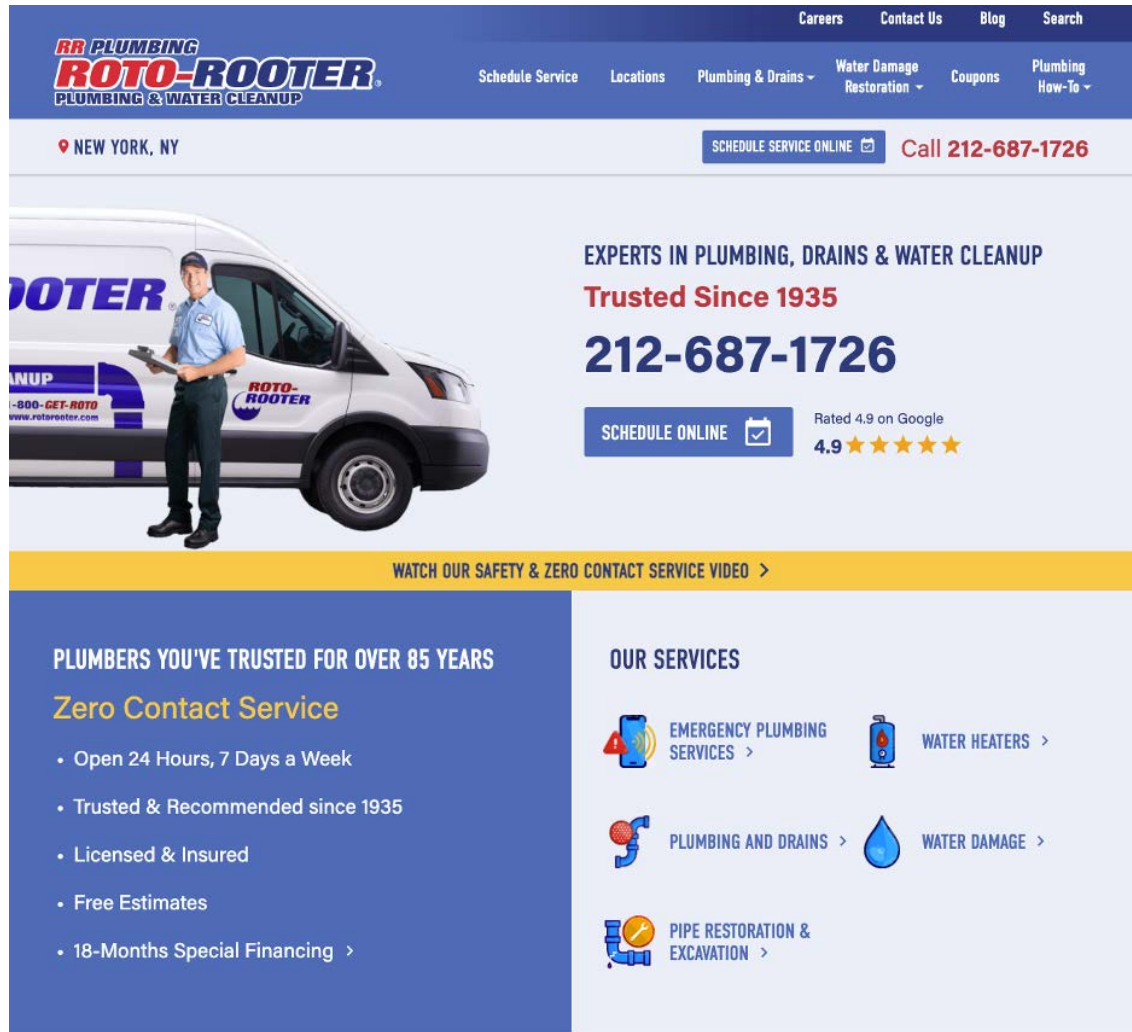 Careers Contact Us Blog Search
RR PLUMBING
ROTO-ROOTER®
PLUMBING & WATER CLEANUP
Schedule Service Locations Plumbing & Drains Water Damage Restoration Coupons Plumbing How-To
NEW YORK, NY
SCHEDULE SERVICE ONLINE
Call 212-687-1726
OOTER®
ANUP
-800-GET-ROTO
www.rotorooter.com
ROTO-
ROOTER
EXPERTS IN PLUMBING, DRAINS & WATER CLEANUP
Trusted Since 1935
212-687-1726
SCHEDULE ONLINE
Rated 4.9 on Google
4.9
WATCH OUR SAFETY & ZERO CONTACT SERVICE VIDEO >
PLUMBERS YOU'VE TRUSTED FOR OVER 85 YEARS
Zero Contact Service
• Open 24 Hours, 7 Days a Week
• Trusted & Recommended since 1935
• Licensed & Insured
• Free Estimates
• 18-Months Special Financing >
OUR SERVICES
EMERGENCY PLUMBING
SERVICES >
WATER HEATERS >
PLUMBING AND DRAINS >
WATER DAMAGE >
PIPE RESTORATION &
EXCAVATION >